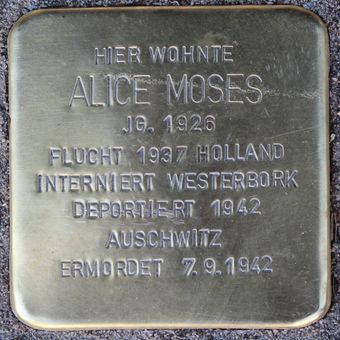 HIER WOHNTE
ALICE MOSES
JG. 1926
FLUCHT 1937 HOLLAND
INTERNIERT WESTERBORK
DEPORTIERT 1942
AUSCHWITZ
ERMORDET 7.9.1942